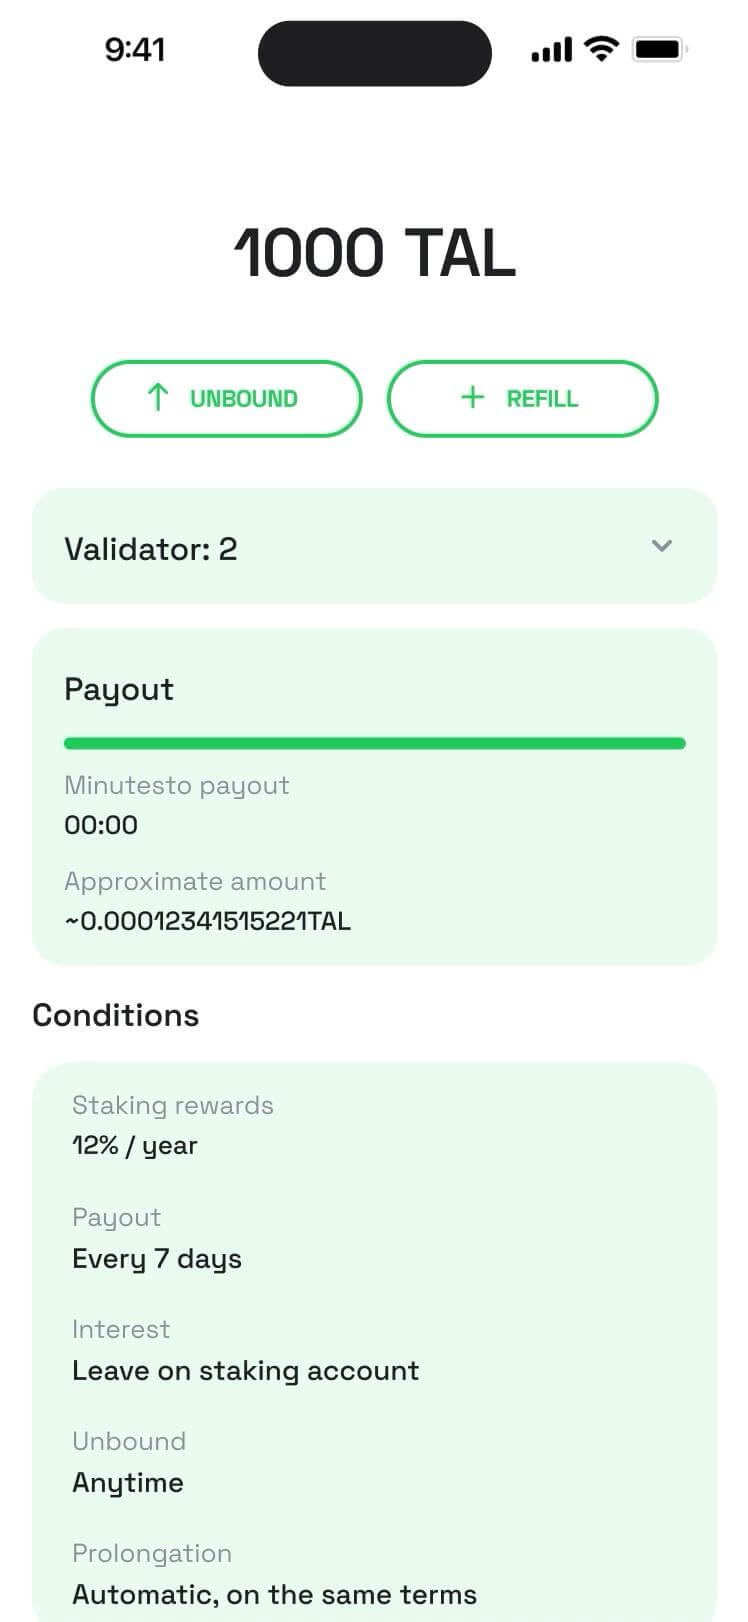 9:41
1000 TAL
UNBOUND
REFILL
Validator: 2
Payout
Minutesto payout
00:00
Approximate amount
~0.00012341515221TAL
Conditions
Staking rewards
12% / year
Payout
Every 7 days
Interest
Leave on staking account
Unbound
Anytime
Prolongation
Automatic, on the same terms